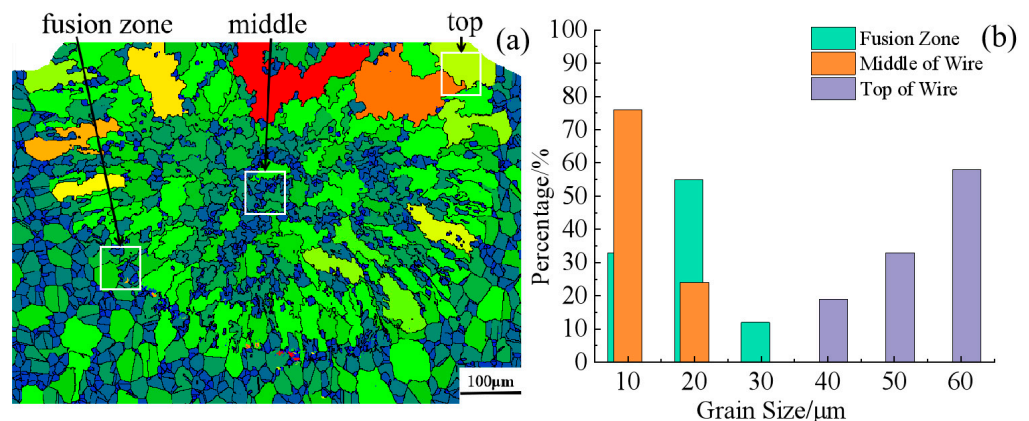 fusion zone
middle
top
(a)
100μm
(b)
Fusion Zone
Middle of Wire
Top of Wire
Percentage/%
100
90
80
70
60
50
40
30
20
10
0
10 20 30 40 50 60
Grain Size/μm